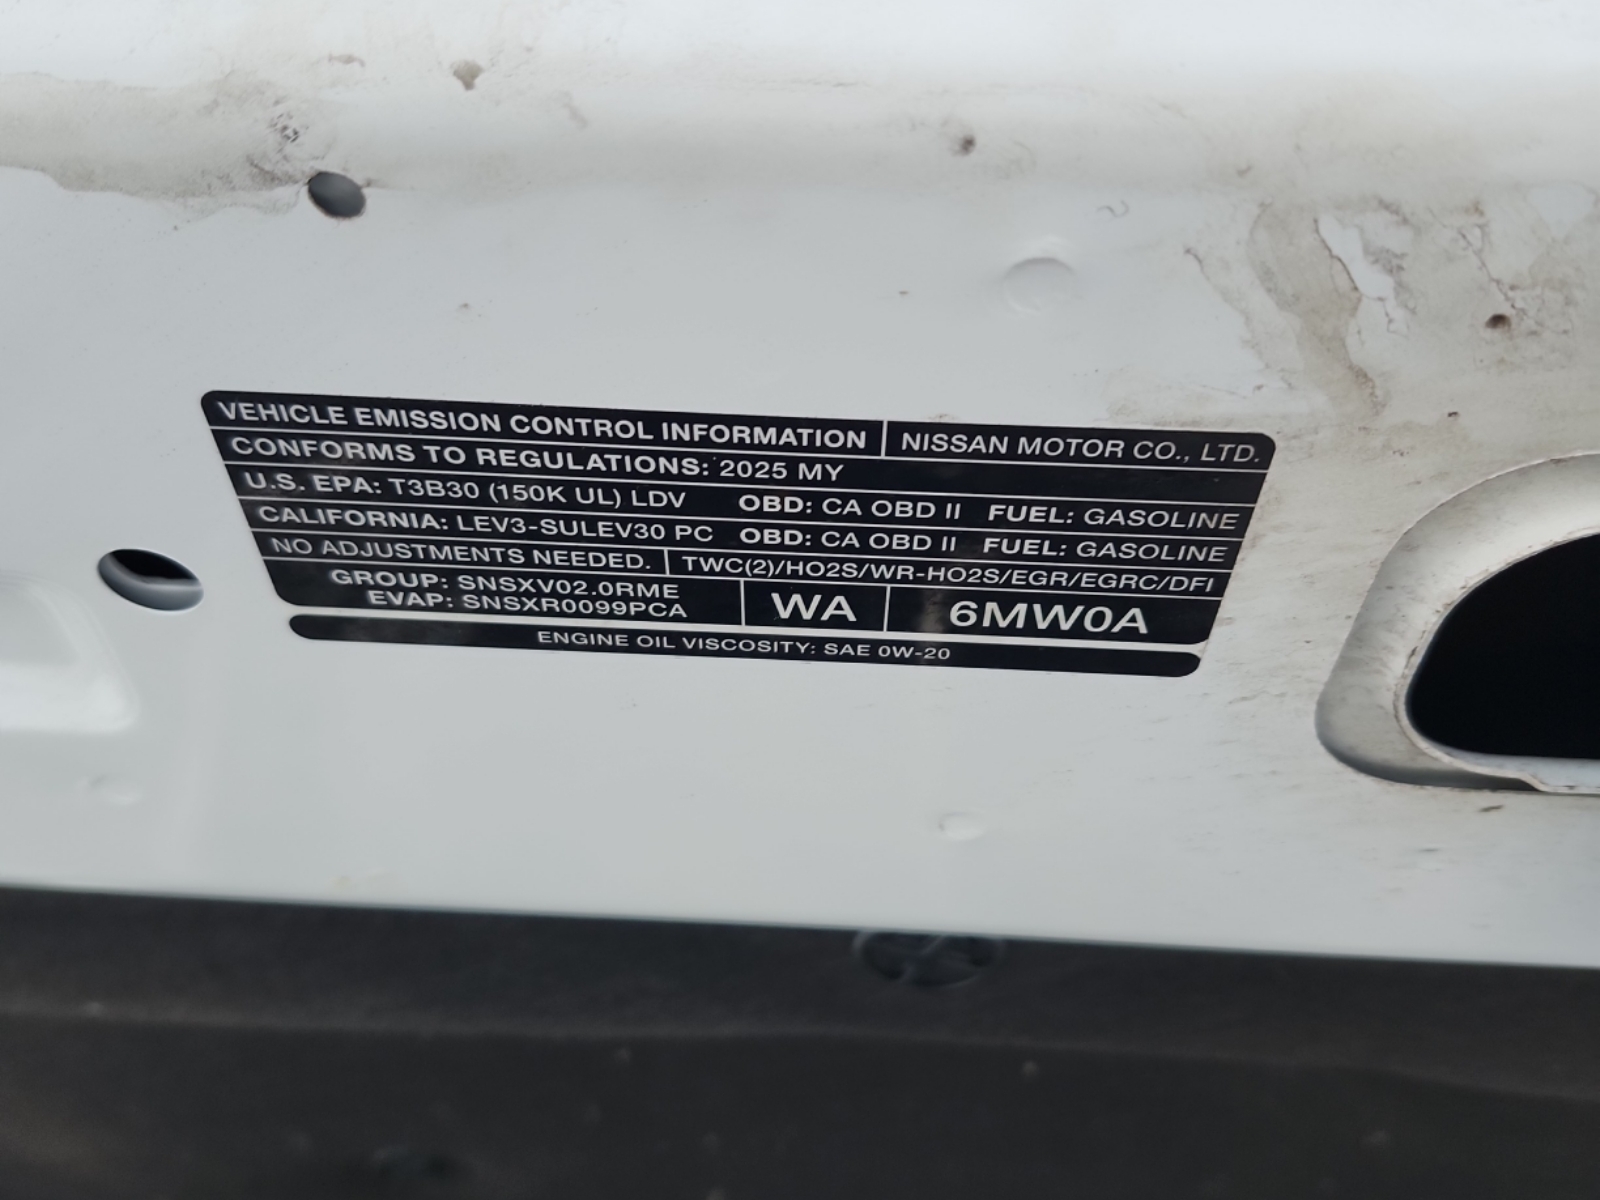 VEHICLE EMISSION CONTROL INFORMATION NISSAN MOTOR CO., LTD.
CONFORMS TO REGULATIONS: 2025 MY
U.S. EPA: T3B30 (150K UL) LDV OBD: CA OBD II FUEL: GASOLINE
CALIFORNIA: LEV3-SULEV30 PC OBD: CA OBD II FUEL: GASOLINE
NO ADJUSTMENTS NEEDED. TWC(2)/HO2S/WR-HO2S/EGR/EGRC/DFI
GROUP: SNSXV02.0RME
EVAP: SNSXR0099PCA
WA 6MW0A
ENGINE OIL VISCOSITY: SAE 0W-20